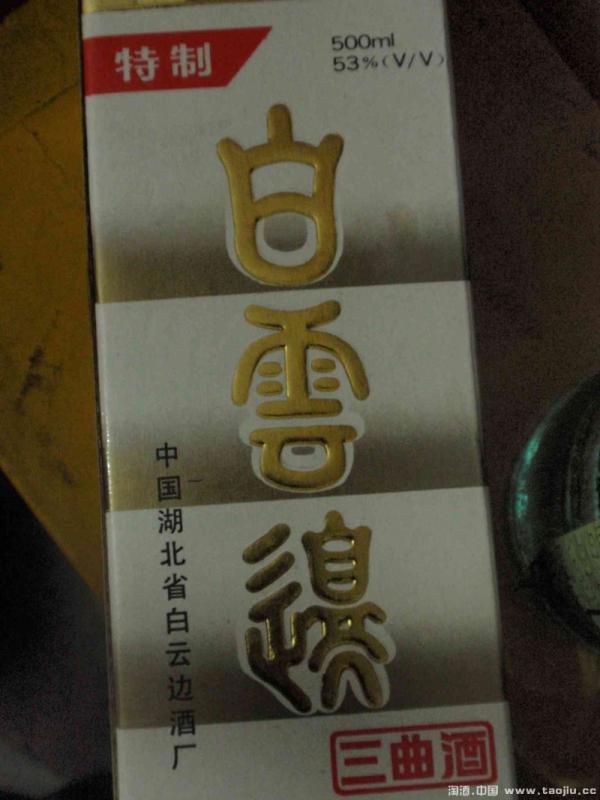 特制
500ml
53%(V/V)
白雲邊
中国湖北省白云边酒厂
三曲酒
淘酒.中国 www.taojiu.cc